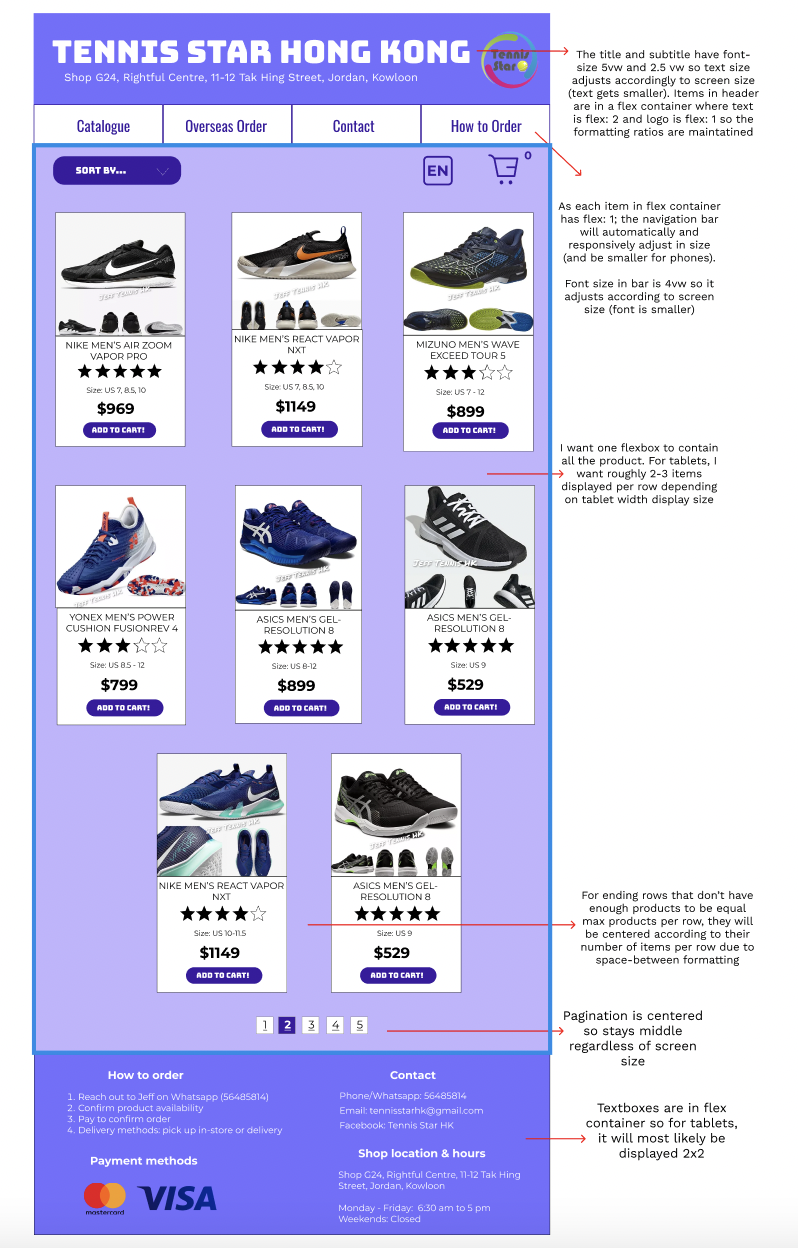 TENNIS STAR HONG KONG
Shop G24, Rightful Centre, 11-12 Tak Hing Street, Jordan, Kowloon
Tennis
Star
The title and subtitle have font-
size 5vw and 2.5 vw so text size
adjusts accordingly to screen size
(text gets smaller). Items in header
are in a flex container where text
is flex: 2 and logo is flex: 1 so the
formatting ratios are maintatined
Catalogue
Overseas Order
Contact
How to Order
SORT BY...
EN
0
As each item in flex container
has flex: 1; the navigation bar
will automatically and
responsively adjust in size
(and be smaller for phones).
Font size in bar is 4vw so it
adjusts according to screen
size (font is smaller)
JEFF TENNIS HK
NIKE MEN'S AIR ZOOM
VAPOR PRO
Size: US 7, 8.5, 10
$969
ADD TO CART!
JEFF TENNIS HK
NIKE MEN'S REACT VAPOR
NXT
Size: US 7, 8.5, 10
$1149
ADD TO CART!
JEFF TENNIS HK
MIZUNO MEN'S WAVE
EXCEED TOUR 5
Size: US 7 - 12
$899
ADD TO CART!
I want one flexbox to contain
all the product. For tablets, I
want roughly 2-3 items
displayed per row depending
on tablet width display size
JEFF TENNIS HK
YONEX MEN'S POWER
CUSHION FUSIONREV 4
Size: US 8.5 - 12
$799
ADD TO CART!
JEFF TENNIS HK
ASICS MEN'S GEL-
RESOLUTION 8
Size: US 8-12
$899
ADD TO CART!
JEFF TENNIS HK
ASICS MEN'S GEL-
RESOLUTION 8
Size: US 9
$529
ADD TO CART!
JEFF TENNIS HK
NIKE MEN'S REACT VAPOR
NXT
Size: US 10-11.5
$1149
ADD TO CART!
JEFF TENNIS HK
ASICS MEN'S GEL-
RESOLUTION 8
Size: US 9
$529
ADD TO CART!
For ending rows that don't have
enough products to be equal
max products per row, they will
be centered according to their
number of items per row due to
space-between formatting
1 2 3 4 5
Pagination is centered
so stays middle
regardless of screen
size
How to order
1. Reach out to Jeff on Whatsapp (56485814)
2. Confirm product availability
3. Pay to confirm order
4. Delivery methods: pick up in-store or delivery
Contact
Phone/Whatsapp: 56485814
Email: tennisstarhk@gmail.com
Facebook: Tennis Star HK
Textboxes are in flex
container so for tablets,
it will most likely be
displayed 2x2
Payment methods
mastercard
VISA
Shop location & hours
Shop G24, Rightful Centre, 11-12 Tak Hing
Street, Jordan, Kowloon
Monday - Friday: 6:30 am to 5 pm
Weekends: Closed